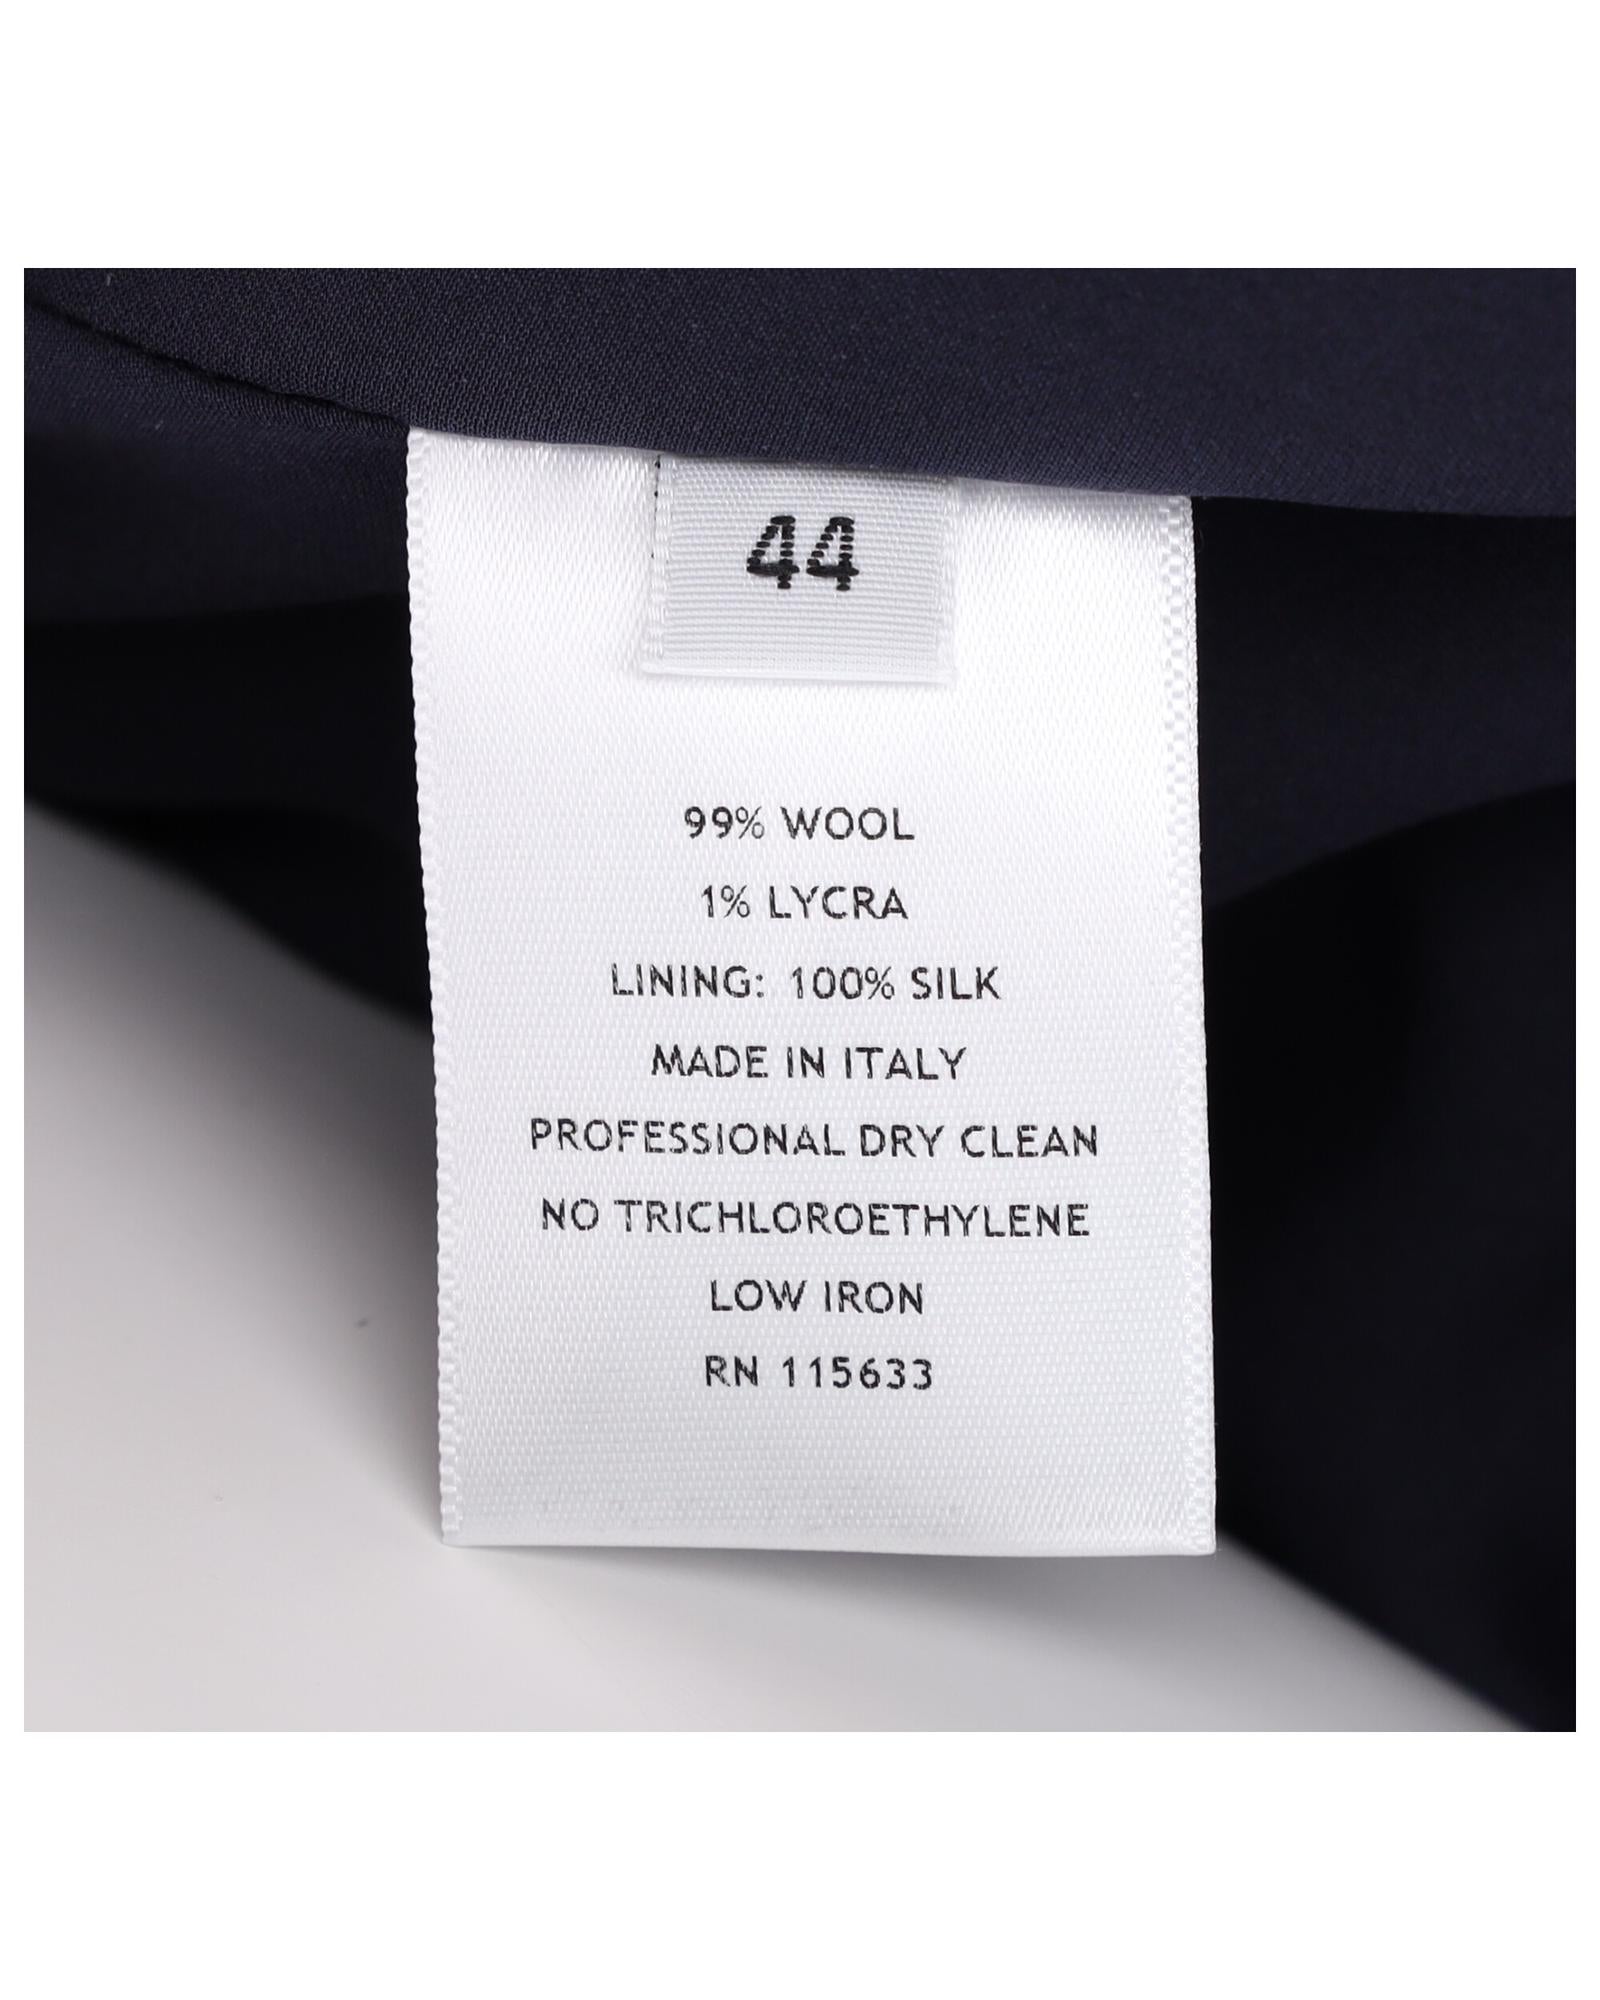 44
99% WOOL
1% LYCRA
LINING: 100% SILK
MADE IN ITALY
PROFESSIONAL DRY CLEAN
NO TRICHLOROETHYLENE
LOW IRON
RN 115633